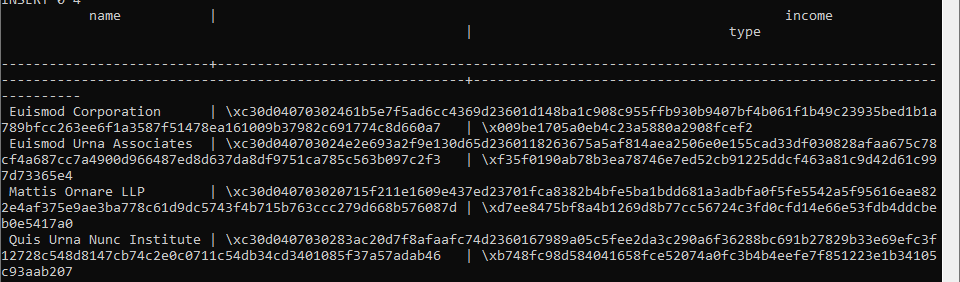 INSERT 0 4
name | income
| type
--------------------------+------------------------------------------------------------------------------------------
----------------------------------------------------------+----------------------------------------------------------
----------
Euismod Corporation | \xc30d04070302461b5e7f5ad6cc4369d23601d148ba1c908c955ffb930b9407bf4b061f1b49c23935bed1b1a
789bfcc263ee6f1a3587f51478ea161009b37982c691774c8d660a7 | \x009be1705a0eb4c23a5880a2908fcef2
Euismod Urna Associates | \xc30d040703024e2e693a2f9e130d65d2360118263675a5af814aea2506e0e155cad33df030828afaa675c78
cf4a687cc7a4900d966487ed8d637da8df9751ca785c563b097c2f3 | \xf35f0190ab78b3ea78746e7ed52cb91225ddcf463a81c9d42d61c99
7d73365e4
Mattis Ornare LLP | \xc30d040703020715f211e1609e437ed23701fca8382b4bfe5ba1bdd681a3adbfa0f5fe5542a5f95616eae82
2e4af375e9ae3ba778c61d9dc5743f4b715b763ccc279d668b576087d | \xd7ee8475bf8a4b1269d8b77cc56724c3fd0cfd14e66e53fdb4ddcbe
b0e5417a0
Quis Urna Nunc Institute | \xc30d0407030283ac20d7f8afaafc74d2360167989a05c5fee2da3c290a6f36288bc691b27829b33e69efc3f
12728c548d8147cb74c2e0c0711c54db34cd3401085f37a57adab46 | \xb748fc98d584041658fce52074a0fc3b4b4eefe7f851223e1b34105
c93aab207